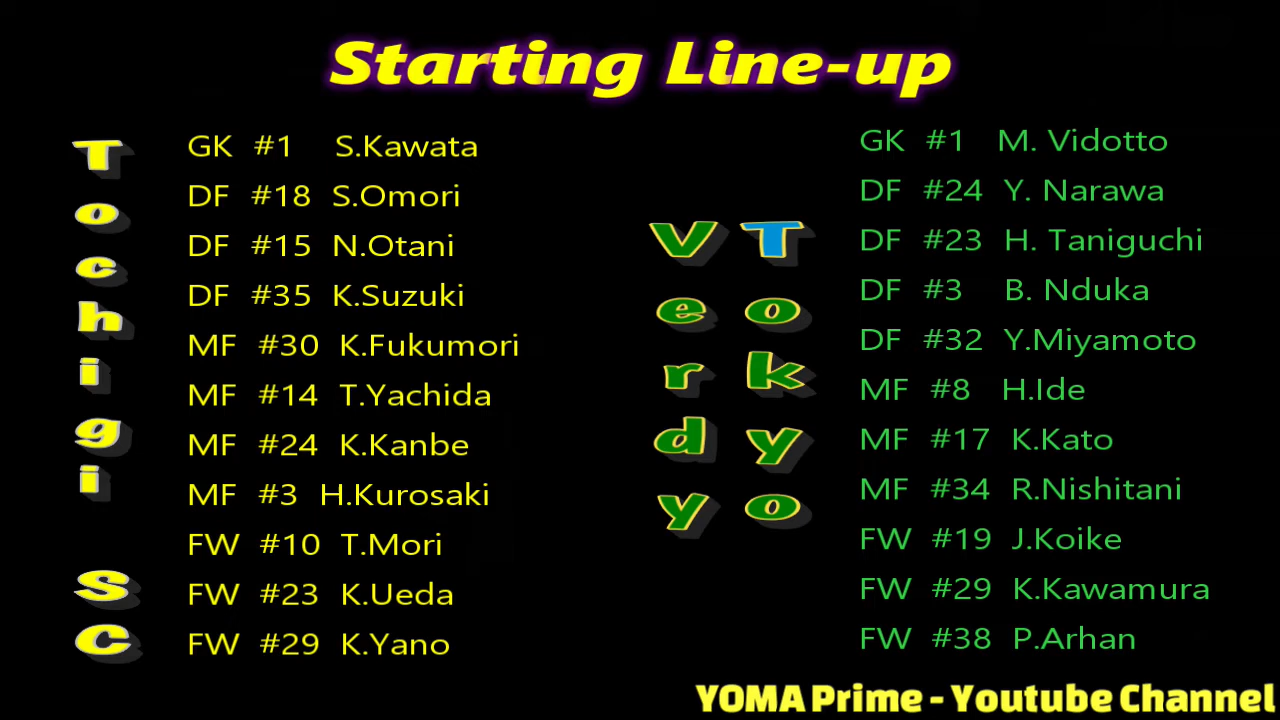 Starting Line-up
Tochigi SC
GK #1 S.Kawata
DF #18 S.Omori
DF #15 N.Otani
DF #35 K.Suzuki
MF #30 K.Fukumori
MF #14 T.Yachida
MF #24 K.Kanbe
MF #3 H.Kurosaki
FW #10 T.Mori
FW #23 K.Ueda
FW #29 K.Yano
Verdy
Tokyo
GK #1 M. Vidotto
DF #24 Y. Narawa
DF #23 H. Taniguchi
DF #3 B. Nduka
DF #32 Y.Miyamoto
MF #8 H.Ide
MF #17 K.Kato
MF #34 R.Nishitani
FW #19 J.Koike
FW #29 K.Kawamura
FW #38 P.Arhan
YOMA Prime - Youtube Channel